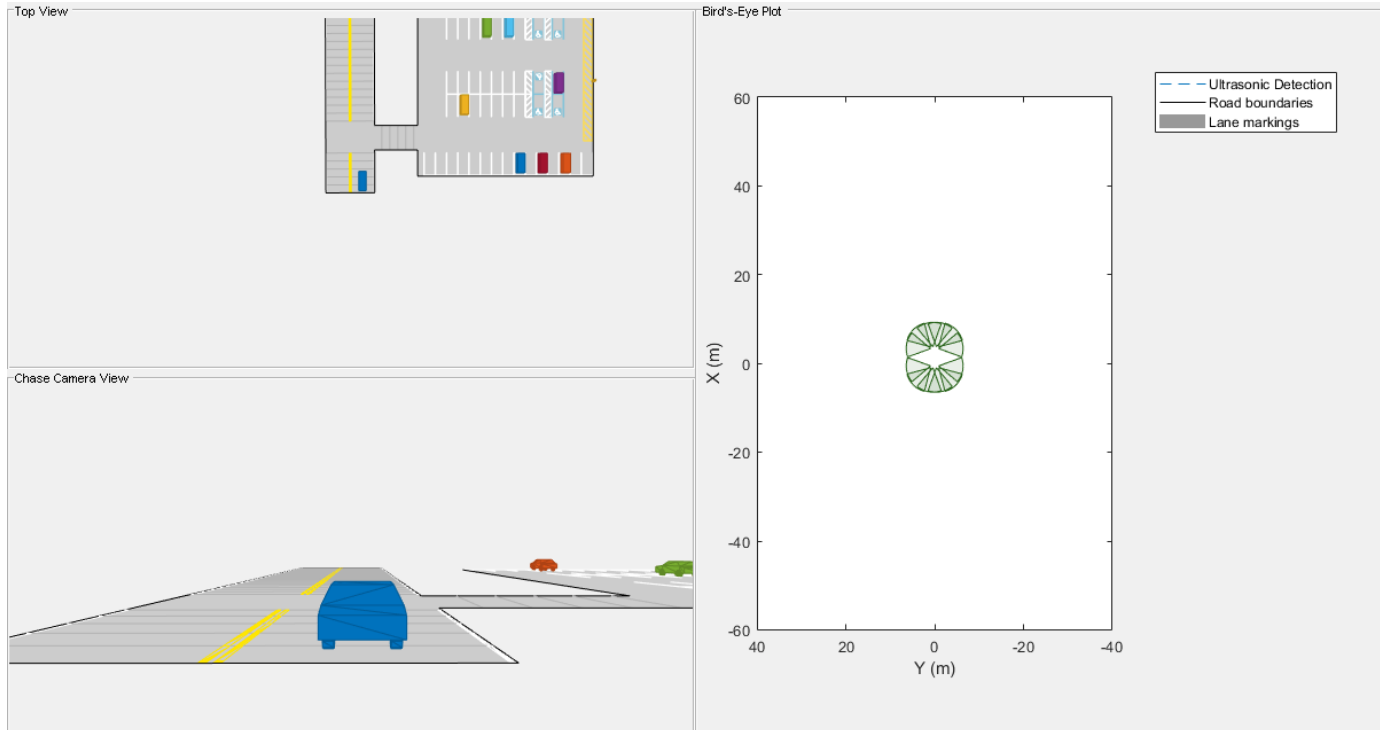 Top View
Chase Camera View
Bird's-Eye Plot
Ultrasonic Detection
Road boundaries
Lane markings
60
40
20
0
-20
-40
-60
X (m)
40 20 0 -20 -40
Y (m)